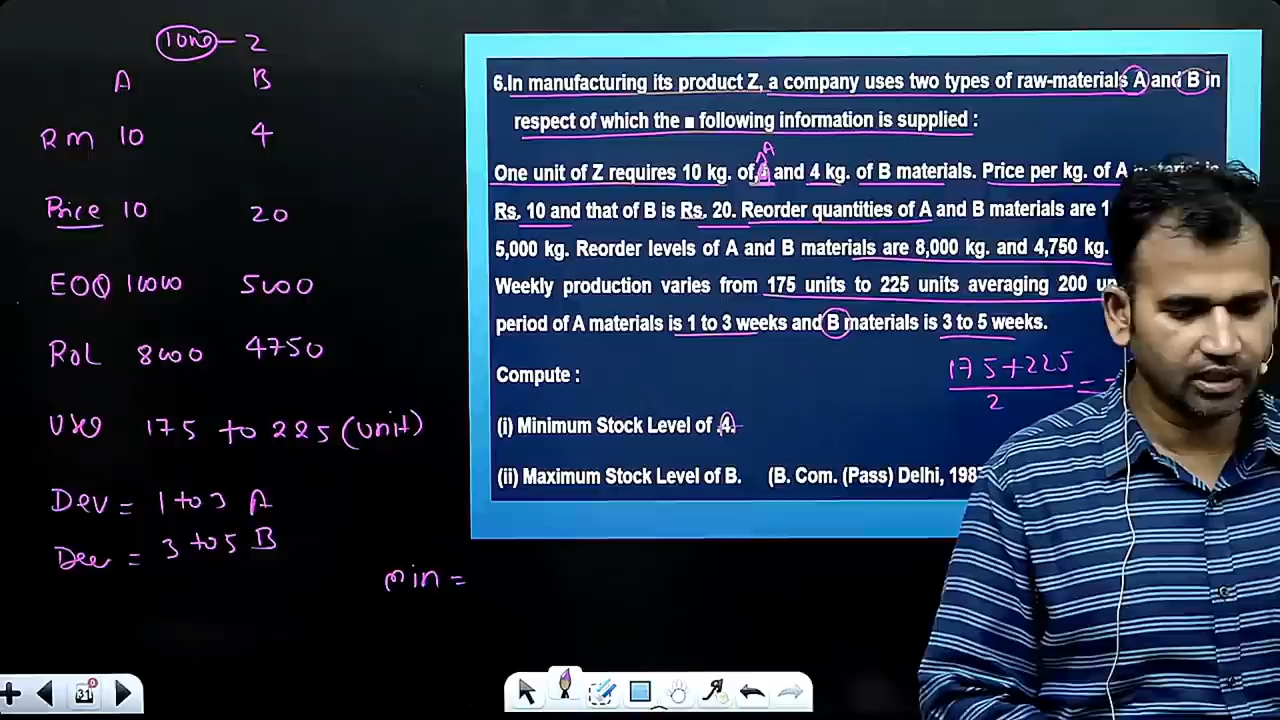 1000 - Z
A B
RM 10 4
Price 10 20
EOQ 10000 5000
ROL 8000 4750
Use 175 to 225 (unit)
Dev = 1 to 3 A
Dev = 3 to 5 B
min =
6.In manufacturing its product Z, a company uses two types of raw-materials A and B in
respect of which the ■ following information is supplied :
One unit of Z requires 10 kg. of A and 4 kg. of B materials. Price per kg. of A
Rs. 10 and that of B is Rs. 20. Reorder quantities of A and B materials are 1
5,000 kg. Reorder levels of A and B materials are 8,000 kg. and 4,750 kg.
Weekly production varies from 175 units to 225 units averaging 200 un
period of A materials is 1 to 3 weeks and B materials is 3 to 5 weeks.
175+225
2
=
Compute :
(i) Minimum Stock Level of A
(ii) Maximum Stock Level of B. (B. Com. (Pass) Delhi, 198
31